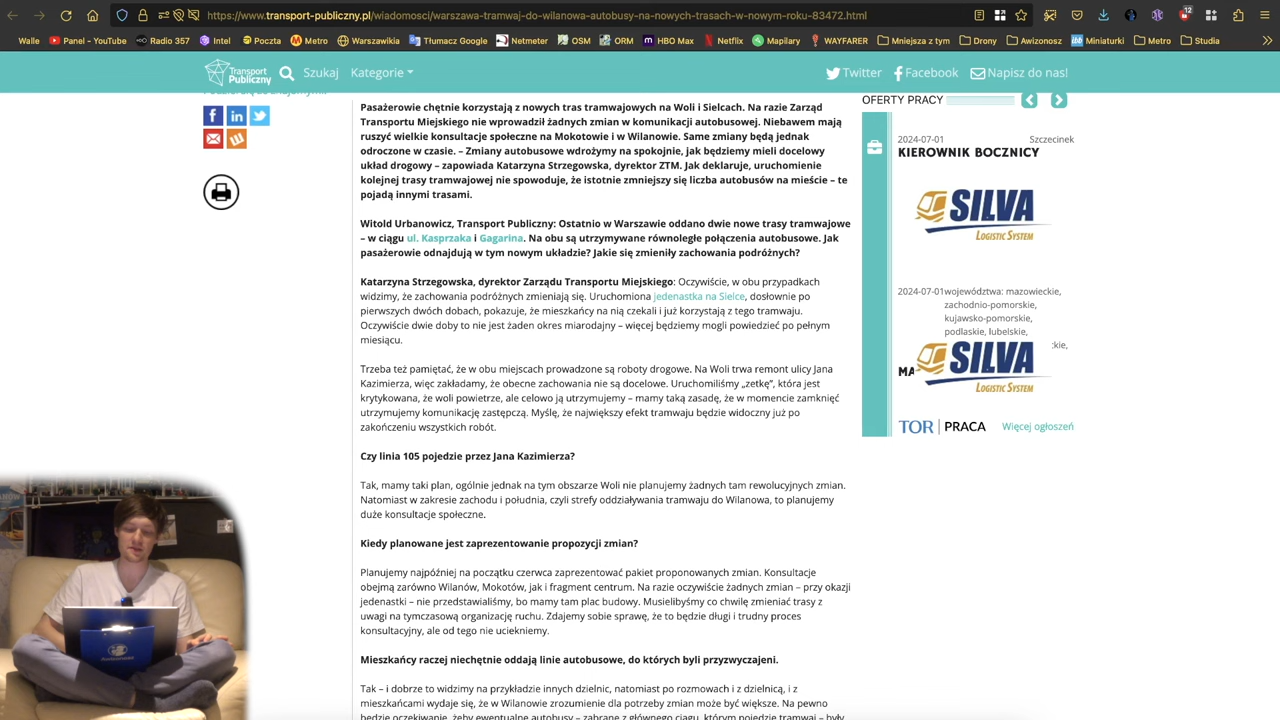 https://www.transport-publiczny.pl/wiadomosci/warszawa-tramwaj-do-wilanowa-autobusy-na-nowych-trasach-w-nowym-roku-83472.html
12
Walle Panel - YouTube Radio 357 Intel Poczta Metro Warszawikia Tłumacz Google Netmeter OSM ORM HBO Max Netflix Mapilary WAYFARER Mniejsza z tym Drony Awizonosz Miniaturki Metro Studia
Transport Publiczny Szukaj Kategorie Twitter Facebook Napisz do nas!
OFERTY PRACY
Pasażerowie chętnie korzystają z nowych tras tramwajowych na Woli i Sielcach. Na razie Zarząd
Transportu Miejskiego nie wprowadził żadnych zmian w komunikacji autobusowej. Niebawem mają
ruszyć wielkie konsultacje społeczne na Mokotowie i w Wilanowie. Same zmiany będą jednak
odroczone w czasie. – Zmiany autobusowe wdrożymy na spokojnie, jak będziemy mieli docelowy
układ drogowy – zapowiada Katarzyna Strzegowska, dyrektor ZTM. Jak deklaruje, uruchomienie
kolejnej trasy tramwajowej nie spowoduje, że istotnie zmniejszy się liczba autobusów na mieście – te
pojadą innymi trasami.
Witold Urbanowicz, Transport Publiczny: Ostatnio w Warszawie oddano dwie nowe trasy tramwajowe
– w ciągu ul. Kasprzaka i Gagarina. Na obu są utrzymywane równoległe połączenia autobusowe. Jak
pasażerowie odnajdują w tym nowym układzie? Jakie się zmieniły zachowania podróżnych?
Katarzyna Strzegowska, dyrektor Zarządu Transportu Miejskiego: Oczywiście, w obu przypadkach
widzimy, że zachowania podróżnych zmieniają się. Uruchomiona jedenastka na Sielce, dosłownie po
pierwszych dwóch dobach, pokazuje, że mieszkańcy na nią czekali i już korzystają z tego tramwaju.
Oczywiście dwie doby to nie jest żaden okres miarodajny – więcej będziemy mogli powiedzieć po pełnym
miesiącu.
Trzeba też pamiętać, że w obu miejscach prowadzone są roboty drogowe. Na Woli trwa remont ulicy Jana
Kazimierza, więc zakładamy, że obecne zachowania nie są docelowe. Uruchomiliśmy „zetkę”, która jest
krytykowana, że woli powietrze, ale celowo ją utrzymujemy – mamy taką zasadę, że w momencie zamknięć
utrzymujemy komunikację zastępczą. Myślę, że największy efekt tramwaju będzie widoczny już po
zakończeniu wszystkich robót.
Czy linia 105 pojedzie przez Jana Kazimierza?
Tak, mamy taki plan, ogólnie jednak na tym obszarze Woli nie planujemy żadnych tam rewolucyjnych zmian.
Natomiast w zakresie zachodu i południa, czyli strefy oddziaływania tramwaju do Wilanowa, to planujemy
duże konsultacje społeczne.
Kiedy planowane jest zaprezentowanie propozycji zmian?
Planujemy najpóźniej na początku czerwca zaprezentować pakiet proponowanych zmian. Konsultacje
obejmą zarówno Wilanów, Mokotów, jak i fragment centrum. Na razie oczywiście żadnych zmian – przy okazji
jedenastki – nie przedstawialiśmy, bo mamy tam plac budowy. Musielibyśmy co chwilę zmieniać trasy z
uwagi na tymczasową organizację ruchu. Zdajemy sobie sprawę, że to będzie długi i trudny proces
konsultacyjny, ale od tego nie uciekniemy.
Mieszkańcy raczej niechętnie oddają linie autobusowe, do których byli przyzwyczajeni.
Tak – i dobrze to widzimy na przykładzie innych dzielnic, natomiast po rozmowach i z dzielnicą, i z
mieszkańcami wydaje się, że w Wilanowie zrozumienie dla potrzeby zmian może być większe. Na pewno
będzie oczekiwanie, żeby ewentualne autobusy – zabrane z głównego ciągu, którym pojedzie tramwaj – były
2024-07-01 Szczecinek
KIEROWNIK BOCZNICY
SILVA
LOGISTIC SYSTEM
2024-07-01 województwa: mazowieckie,
zachodnio-pomorskie,
kujawsko-pomorskie,
podlaskie, lubelskie,
SILVA
LOGISTIC SYSTEM
TOR PRACA Więcej ogłoszeń